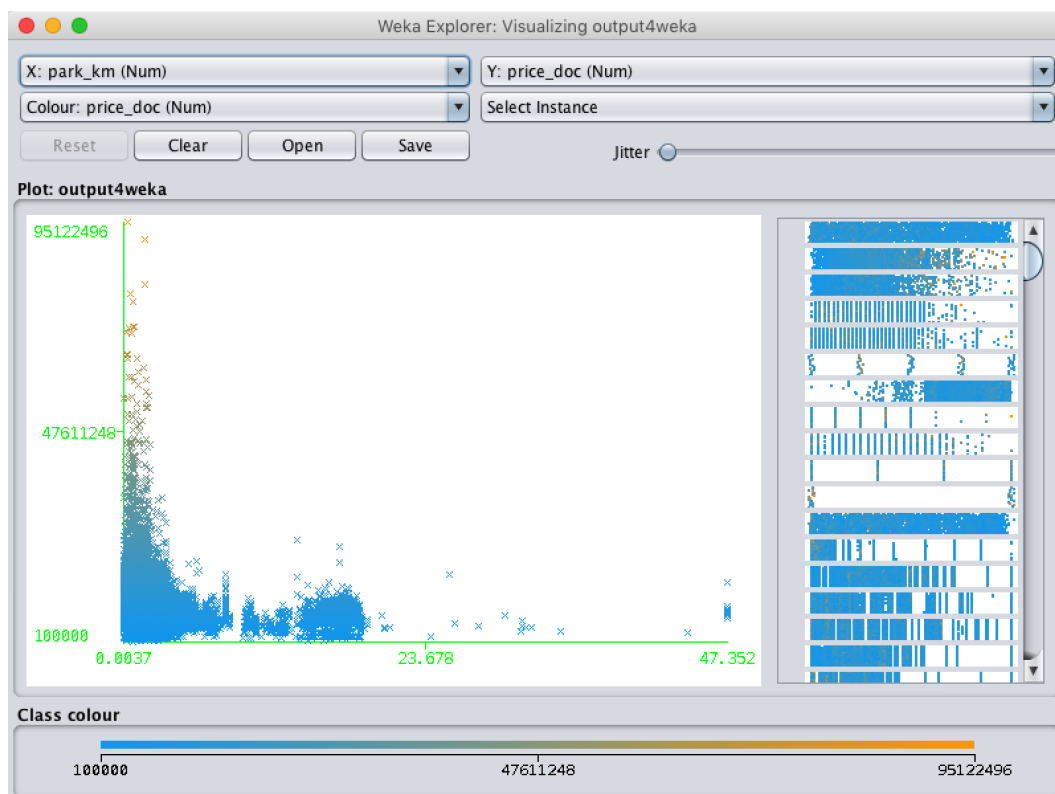 Weka Explorer: Visualizing output4weka
X: park_km (Num)
Y: price_doc (Num)
Colour: price_doc (Num)
Select Instance
Reset
Clear
Open
Save
Jitter
Plot: output4weka
95122496
47611248
100000
0.0037
23.678
47.352
Class colour
100000
47611248
95122496